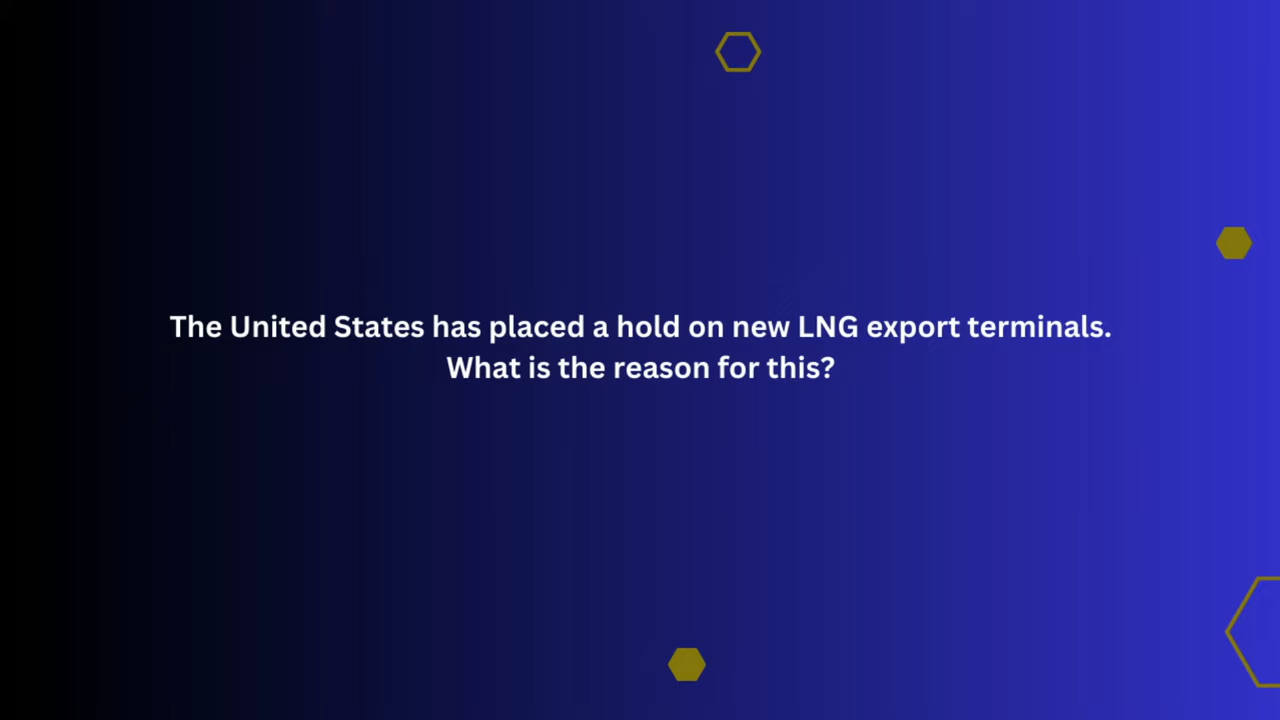 The United States has placed a hold on new LNG export terminals.
What is the reason for this?